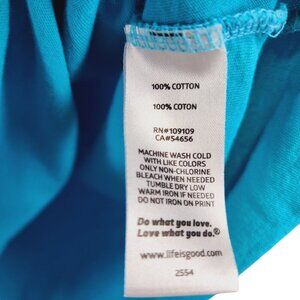 100% COTTON
100% COTON
RN#109109
CA#54656
MACHINE WASH COLD
WITH LIKE COLORS
ONLY NON-CHLORINE
BLEACH WHEN NEEDED
TUMBLE DRY LOW
WARM IRON IF NEEDED
DO NOT IRON ON PRINT
Do what you love.
Love what you do.®
www.lifeisgood.com
2554